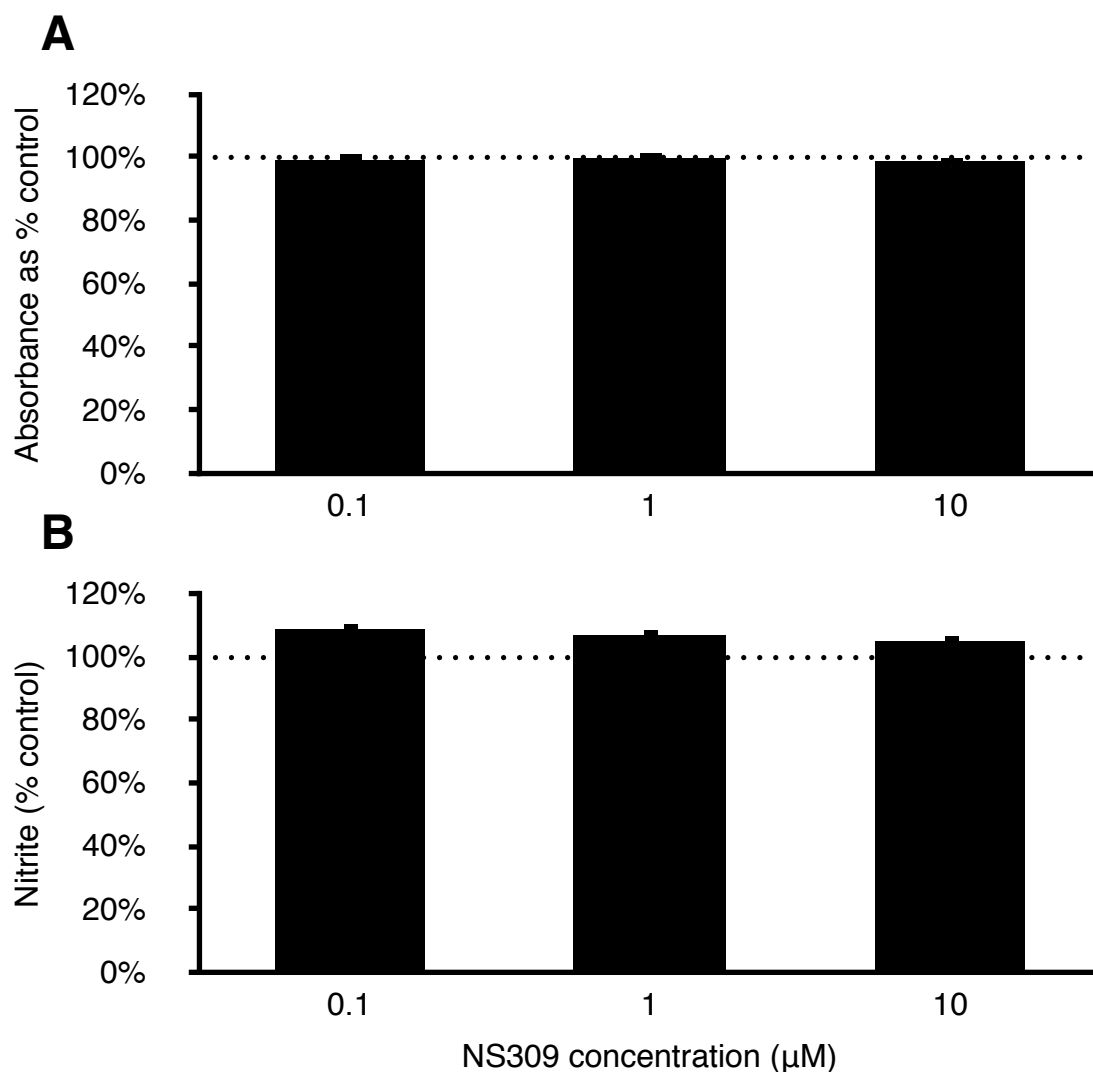 A
Absorbance as % control
120%
100%
80%
60%
40%
20%
0%
0.1 1 10
B
Nitrite (% control)
120%
100%
80%
60%
40%
20%
0%
0.1 1 10
NS309 concentration (µM)